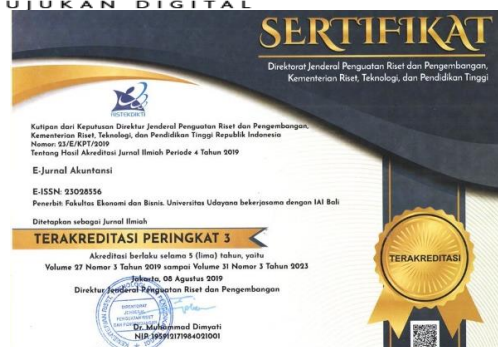 UJUKAN DIGITAL
SERTIFIKAT
Direktorat Jenderal Penguatan Riset dan Pengembangan,
Kementerian Riset, Teknologi, dan Pendidikan Tinggi
RISTEKDIKTI
Kutipan dari Keputusan Direktur Jenderal Penguatan Riset dan Pengembangan,
Kementerian Riset, Teknologi, dan Pendidikan Tinggi Republik Indonesia
Nomor: 23/E/KPT/2019
Tentang Hasil Akreditasi Jurnal Ilmiah Periode 4 Tahun 2019
E-Jurnal Akuntansi
E-ISSN: 23028556
Penerbit: Fakultas Ekonomi dan Bisnis, Universitas Udayana bekerjasama dengan IAI Bali
Ditetapkan sebagai Jurnal Ilmiah
TERAKREDITASI PERINGKAT 3
Akreditasi berlaku selama 5 (lima) tahun, yaitu
Volume 27 Nomor 3 Tahun 2019 sampai Volume 31 Nomor 3 Tahun 2023
Jakarta, 08 Agustus 2019
Direktur Jenderal Penguatan Riset dan Pengembangan
TERAKREDITASI
DIREKTORAT
JENDERAL
PENGUATAN RISET
Dr. Muhammad Dimyati
NIP 195912171984021001